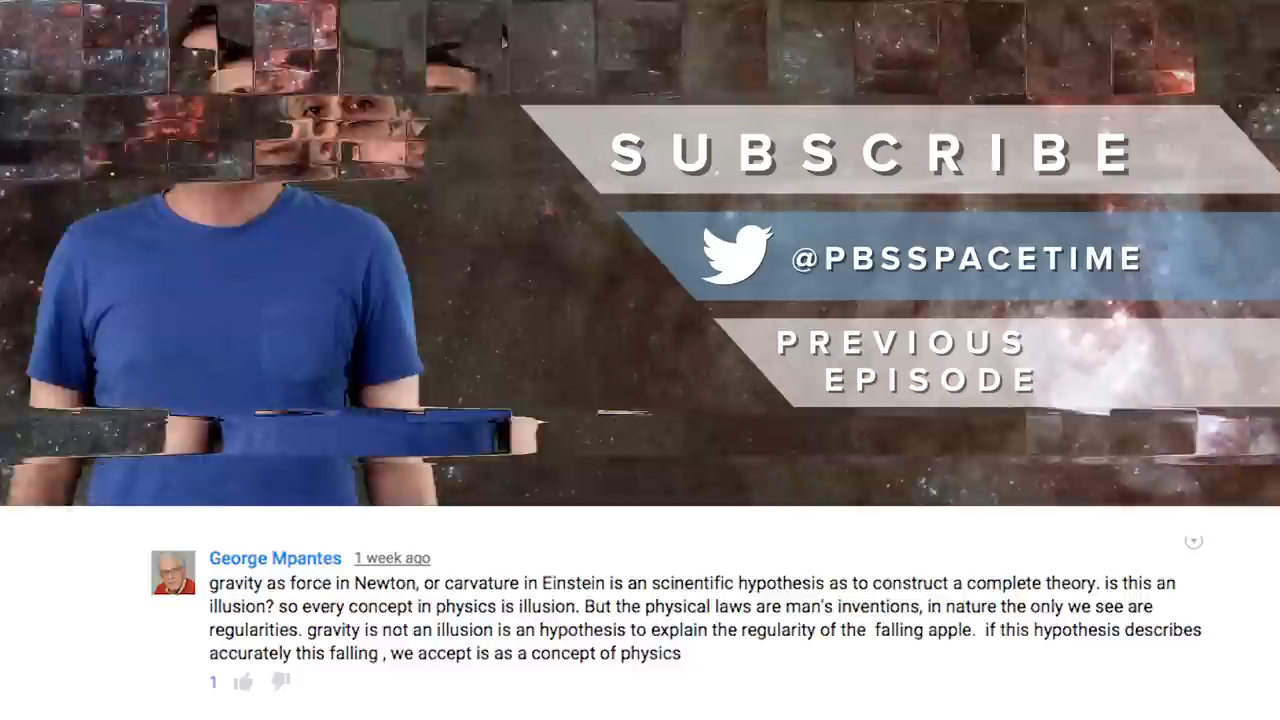 SUBSCRIBE
@PBSSPACETIME
PREVIOUS
EPISODE
George Mpantes 1 week ago
gravity as force in Newton, or carvature in Einstein is an scinentific hypothesis as to construct a complete theory. is this an
illusion? so every concept in physics is illusion. But the physical laws are man's inventions, in nature the only we see are
regularities. gravity is not an illusion is an hypothesis to explain the regularity of the falling apple. if this hypothesis describes
accurately this falling , we accept is as a concept of physics
1